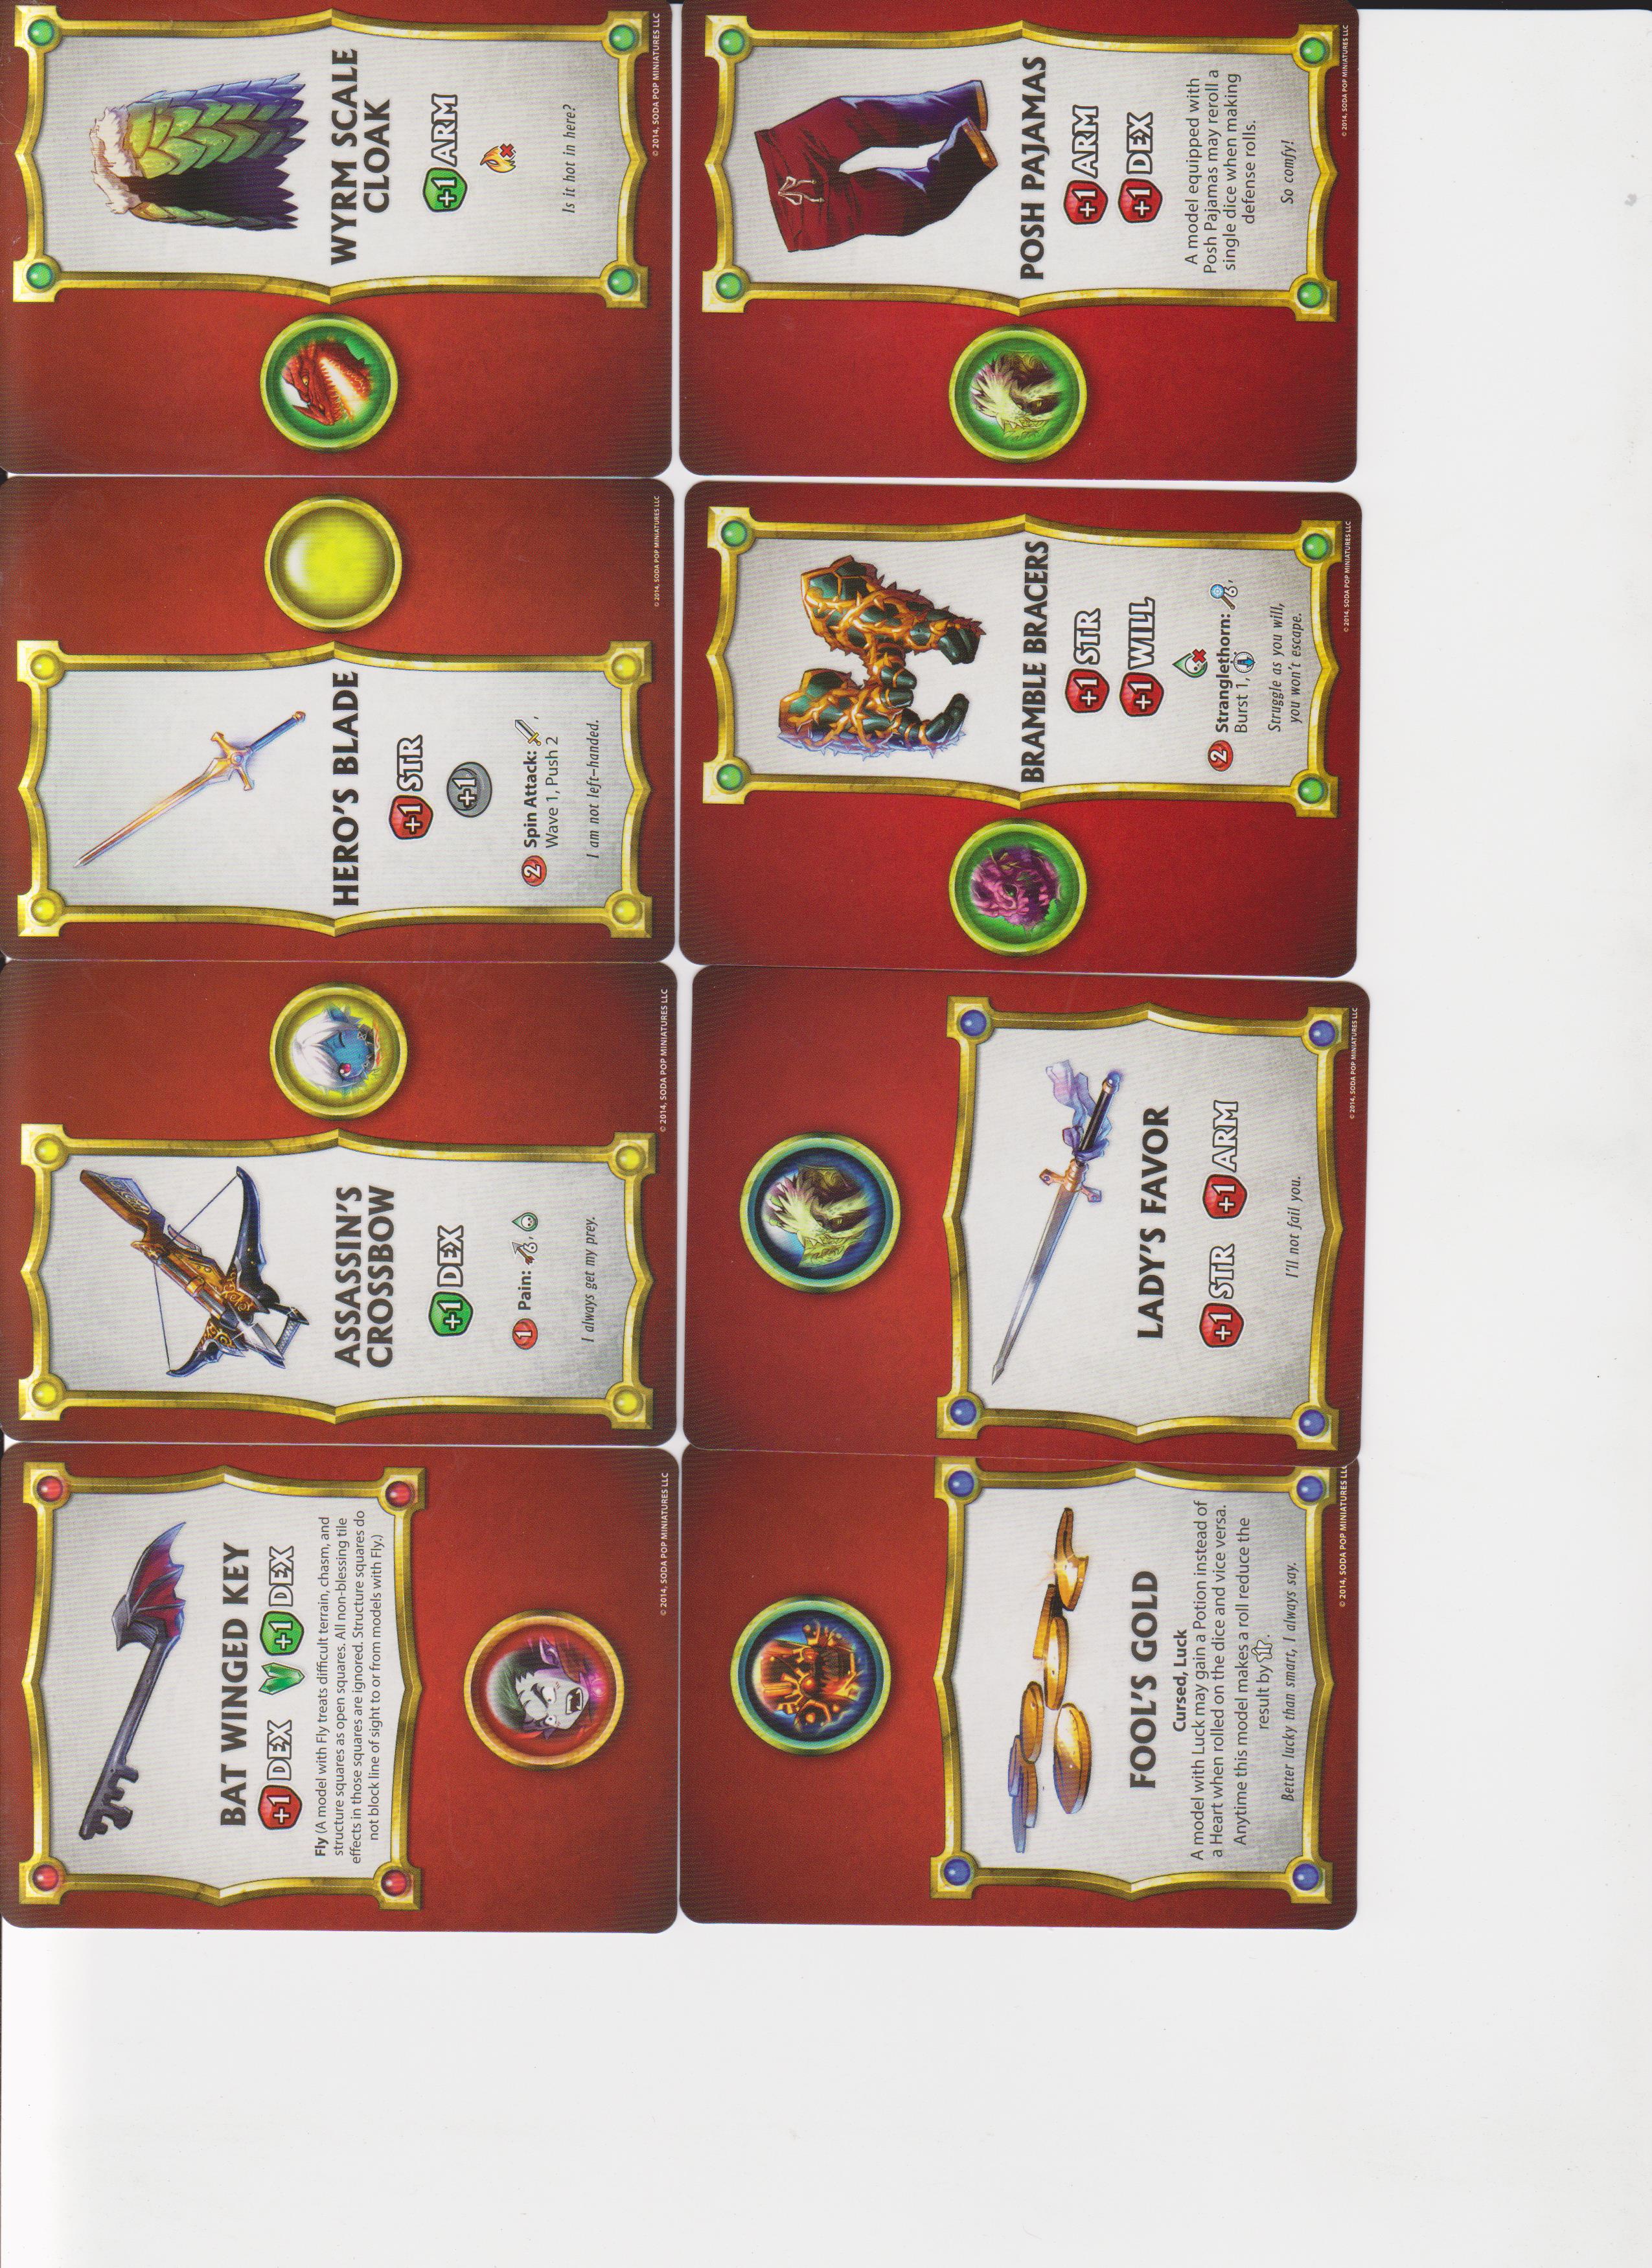 BAT WINGED KEY
+1 DEX +1 DEX
Fly (A model with Fly treats difficult terrain, chasm, and
structure squares as open squares. All non-blessing tile
effects in those squares are ignored. Structure squares do
not block line of sight to or from models with Fly.)
© 2014, SODA POP MINIATURES LLC
ASSASSIN'S
CROSSBOW
+1 DEX
1 Pain: 6,
I always get my prey.
© 2014, SODA POP MINIATURES LLC
HERO'S BLADE
+1 STR
+1
2 Spin Attack: ,
Wave 1, Push 2
I am not left-handed.
© 2014, SODA POP MINIATURES LLC
WYRM SCALE
CLOAK
+1 ARM
Is it hot in here?
© 2014, SODA POP MINIATURES LLC
FOOL'S GOLD
Cursed, Luck
A model with Luck may gain a Potion instead of
a Heart when rolled on the dice and vice versa.
Anytime this model makes a roll reduce the
result by 1.
Better lucky than smart, I always say.
© 2014, SODA POP MINIATURES LLC
LADY'S FAVOR
+1 STR +1 ARM
I'll not fail you.
© 2014, SODA POP MINIATURES LLC
BRAMBLE BRACERS
+1 STR
+1 WILL
2 Stranglethorn: 6,
Burst 1,
Struggle as you will,
you won't escape.
© 2014, SODA POP MINIATURES LLC
POSH PAJAMAS
+1 ARM
+1 DEX
A model equipped with
Posh Pajamas may reroll a
single dice when making
defense rolls.
So comfy!
© 2014, SODA POP MINIATURES LLC